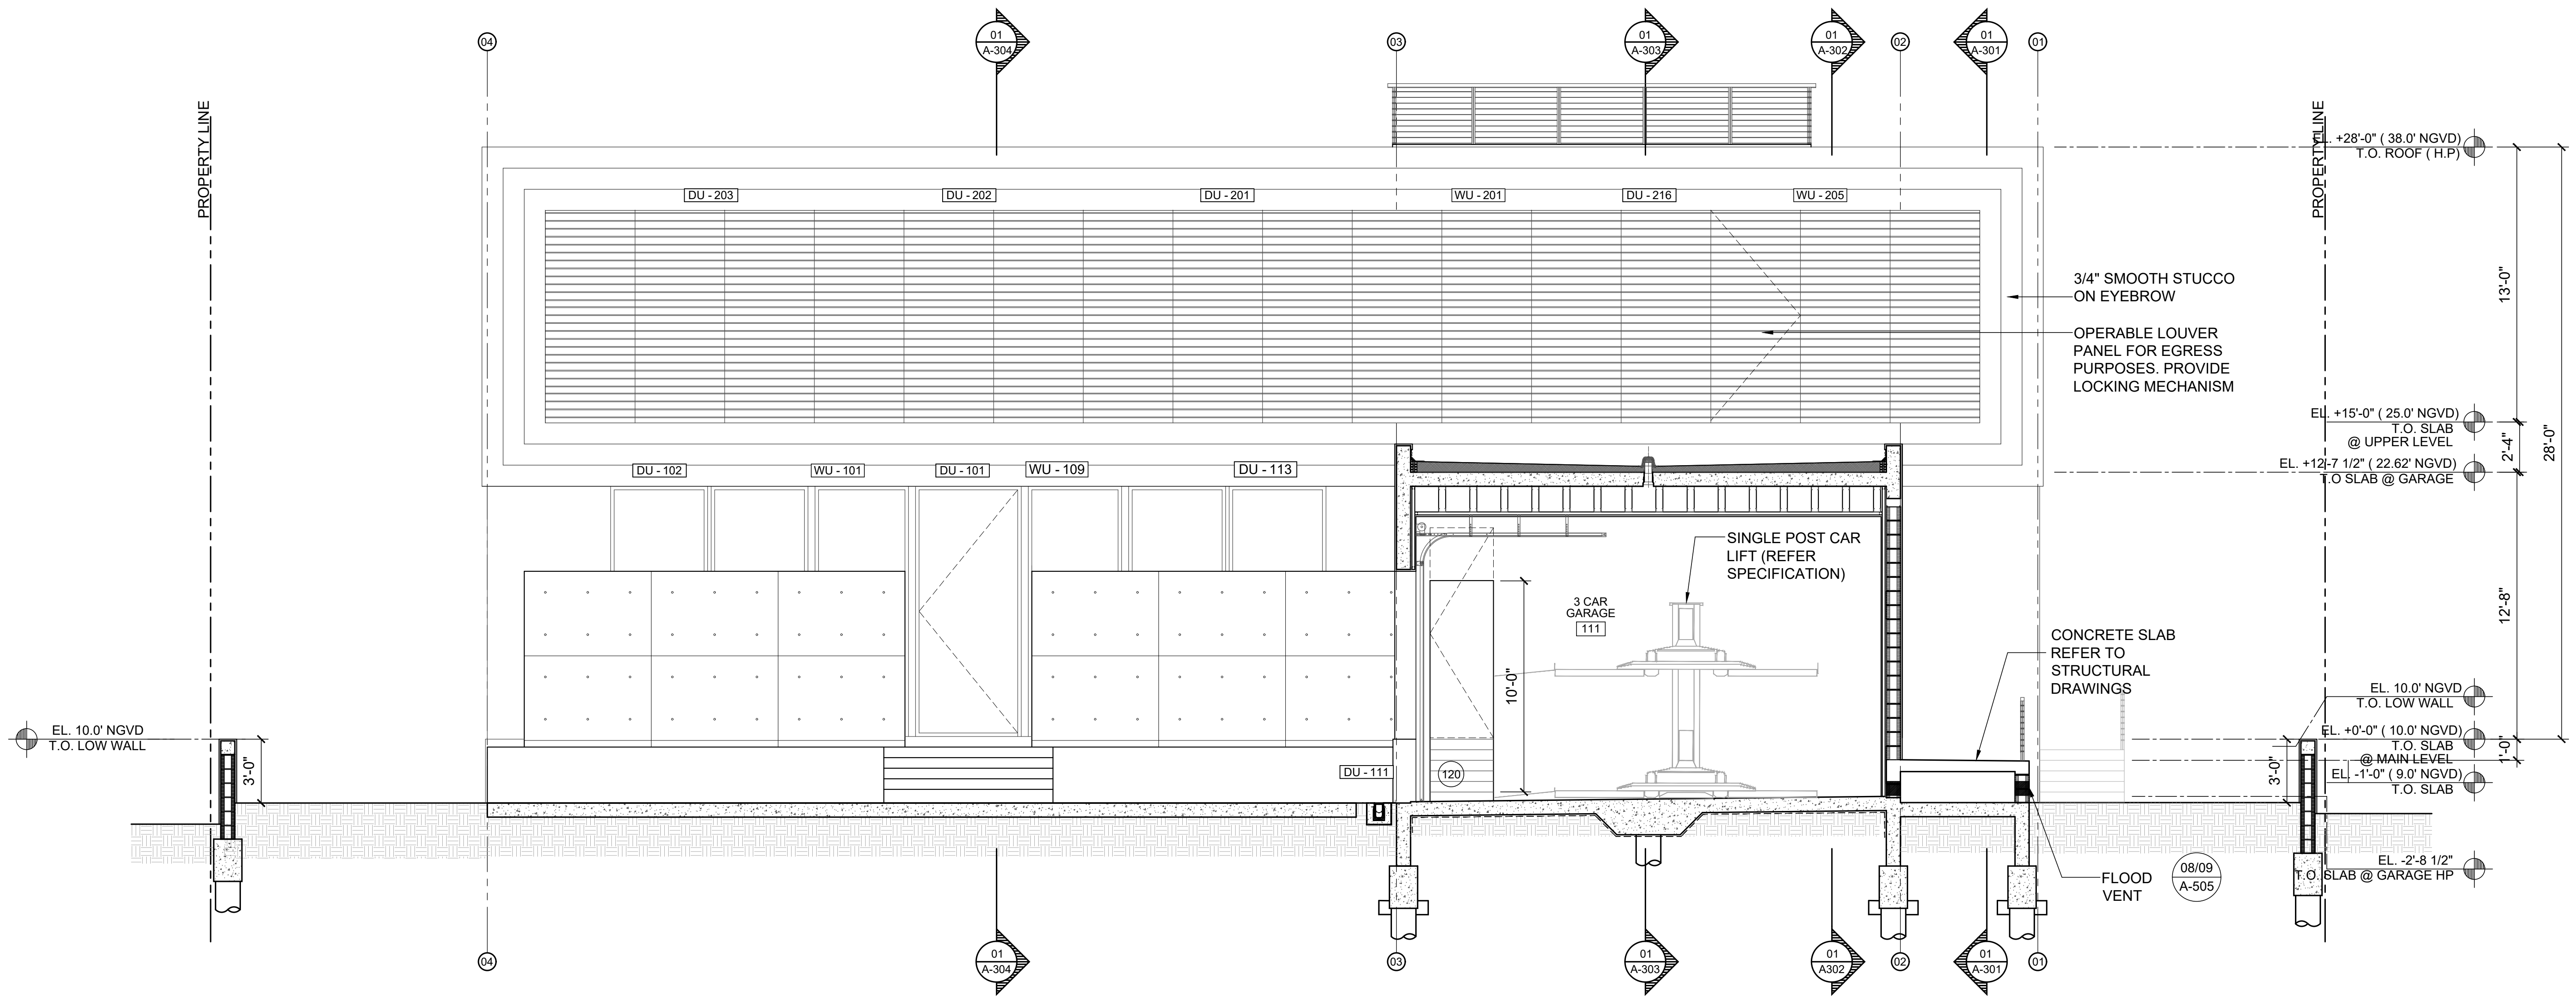 04
01
A-304
03
01
A-303
01
A-302
02
01
A-301
01
PROPERTY LINE
PROPERTY LINE
EL. +28'-0" ( 38.0' NGVD)
T.O. ROOF ( H.P)
DU - 203
DU - 202
DU - 201
WU - 201
DU - 216
WU - 205
3/4" SMOOTH STUCCO
ON EYEBROW
OPERABLE LOUVER
PANEL FOR EGRESS
PURPOSES. PROVIDE
LOCKING MECHANISM
13'-0"
EL. +15'-0" ( 25.0' NGVD)
T.O. SLAB
@ UPPER LEVEL
2'-4"
28'-0"
EL. +12'-7 1/2" ( 22.62' NGVD)
T.O SLAB @ GARAGE
DU - 102
WU - 101
DU - 101
WU - 109
DU - 113
SINGLE POST CAR
LIFT (REFER
SPECIFICATION)
3 CAR
GARAGE
111
10'-0"
12'-8"
CONCRETE SLAB
REFER TO
STRUCTURAL
DRAWINGS
EL. 10.0' NGVD
T.O. LOW WALL
EL. 10.0' NGVD
T.O. LOW WALL
3'-0"
EL. +0'-0" ( 10.0' NGVD)
T.O. SLAB
@ MAIN LEVEL
1'-0"
3'-0"
DU - 111
120
EL. -1'-0" ( 9.0' NGVD)
T.O. SLAB
EL. -2'-8 1/2"
T.O. SLAB @ GARAGE HP
FLOOD
VENT
08/09
A-505
04
01
A-304
03
01
A-303
01
A302
02
01
A-301
01